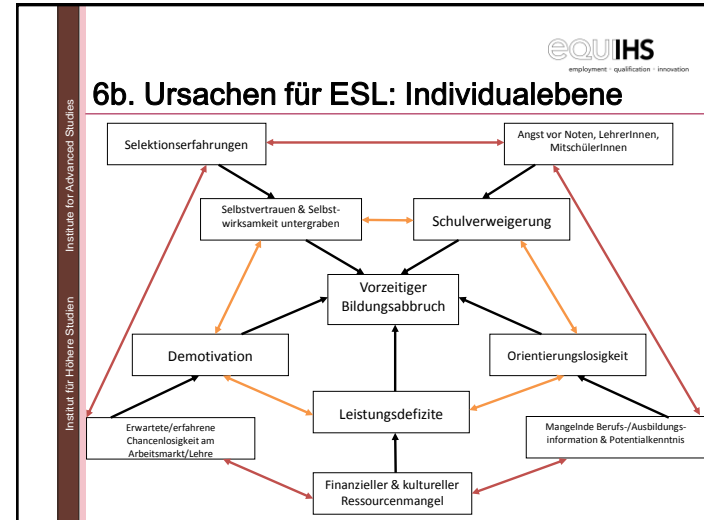 equIHS
employment · qualification · innovation
6b. Ursachen für ESL: Individualebene
Institute for Advanced Studies
Institut für Höhere Studien
Selektionserfahrungen
Angst vor Noten, LehrerInnen,
MitschülerInnen
Selbstvertrauen & Selbst-
wirksamkeit untergraben
Schulverweigerung
Vorzeitiger
Bildungsabbruch
Demotivation
Orientierungslosigkeit
Leistungsdefizite
Erwartete/erfahrene
Chancenlosigkeit am
Arbeitsmarkt/Lehre
Mangelnde Berufs-/Ausbildungs-
information & Potentialkenntnis
Finanzieller & kultureller
Ressourcenmangel